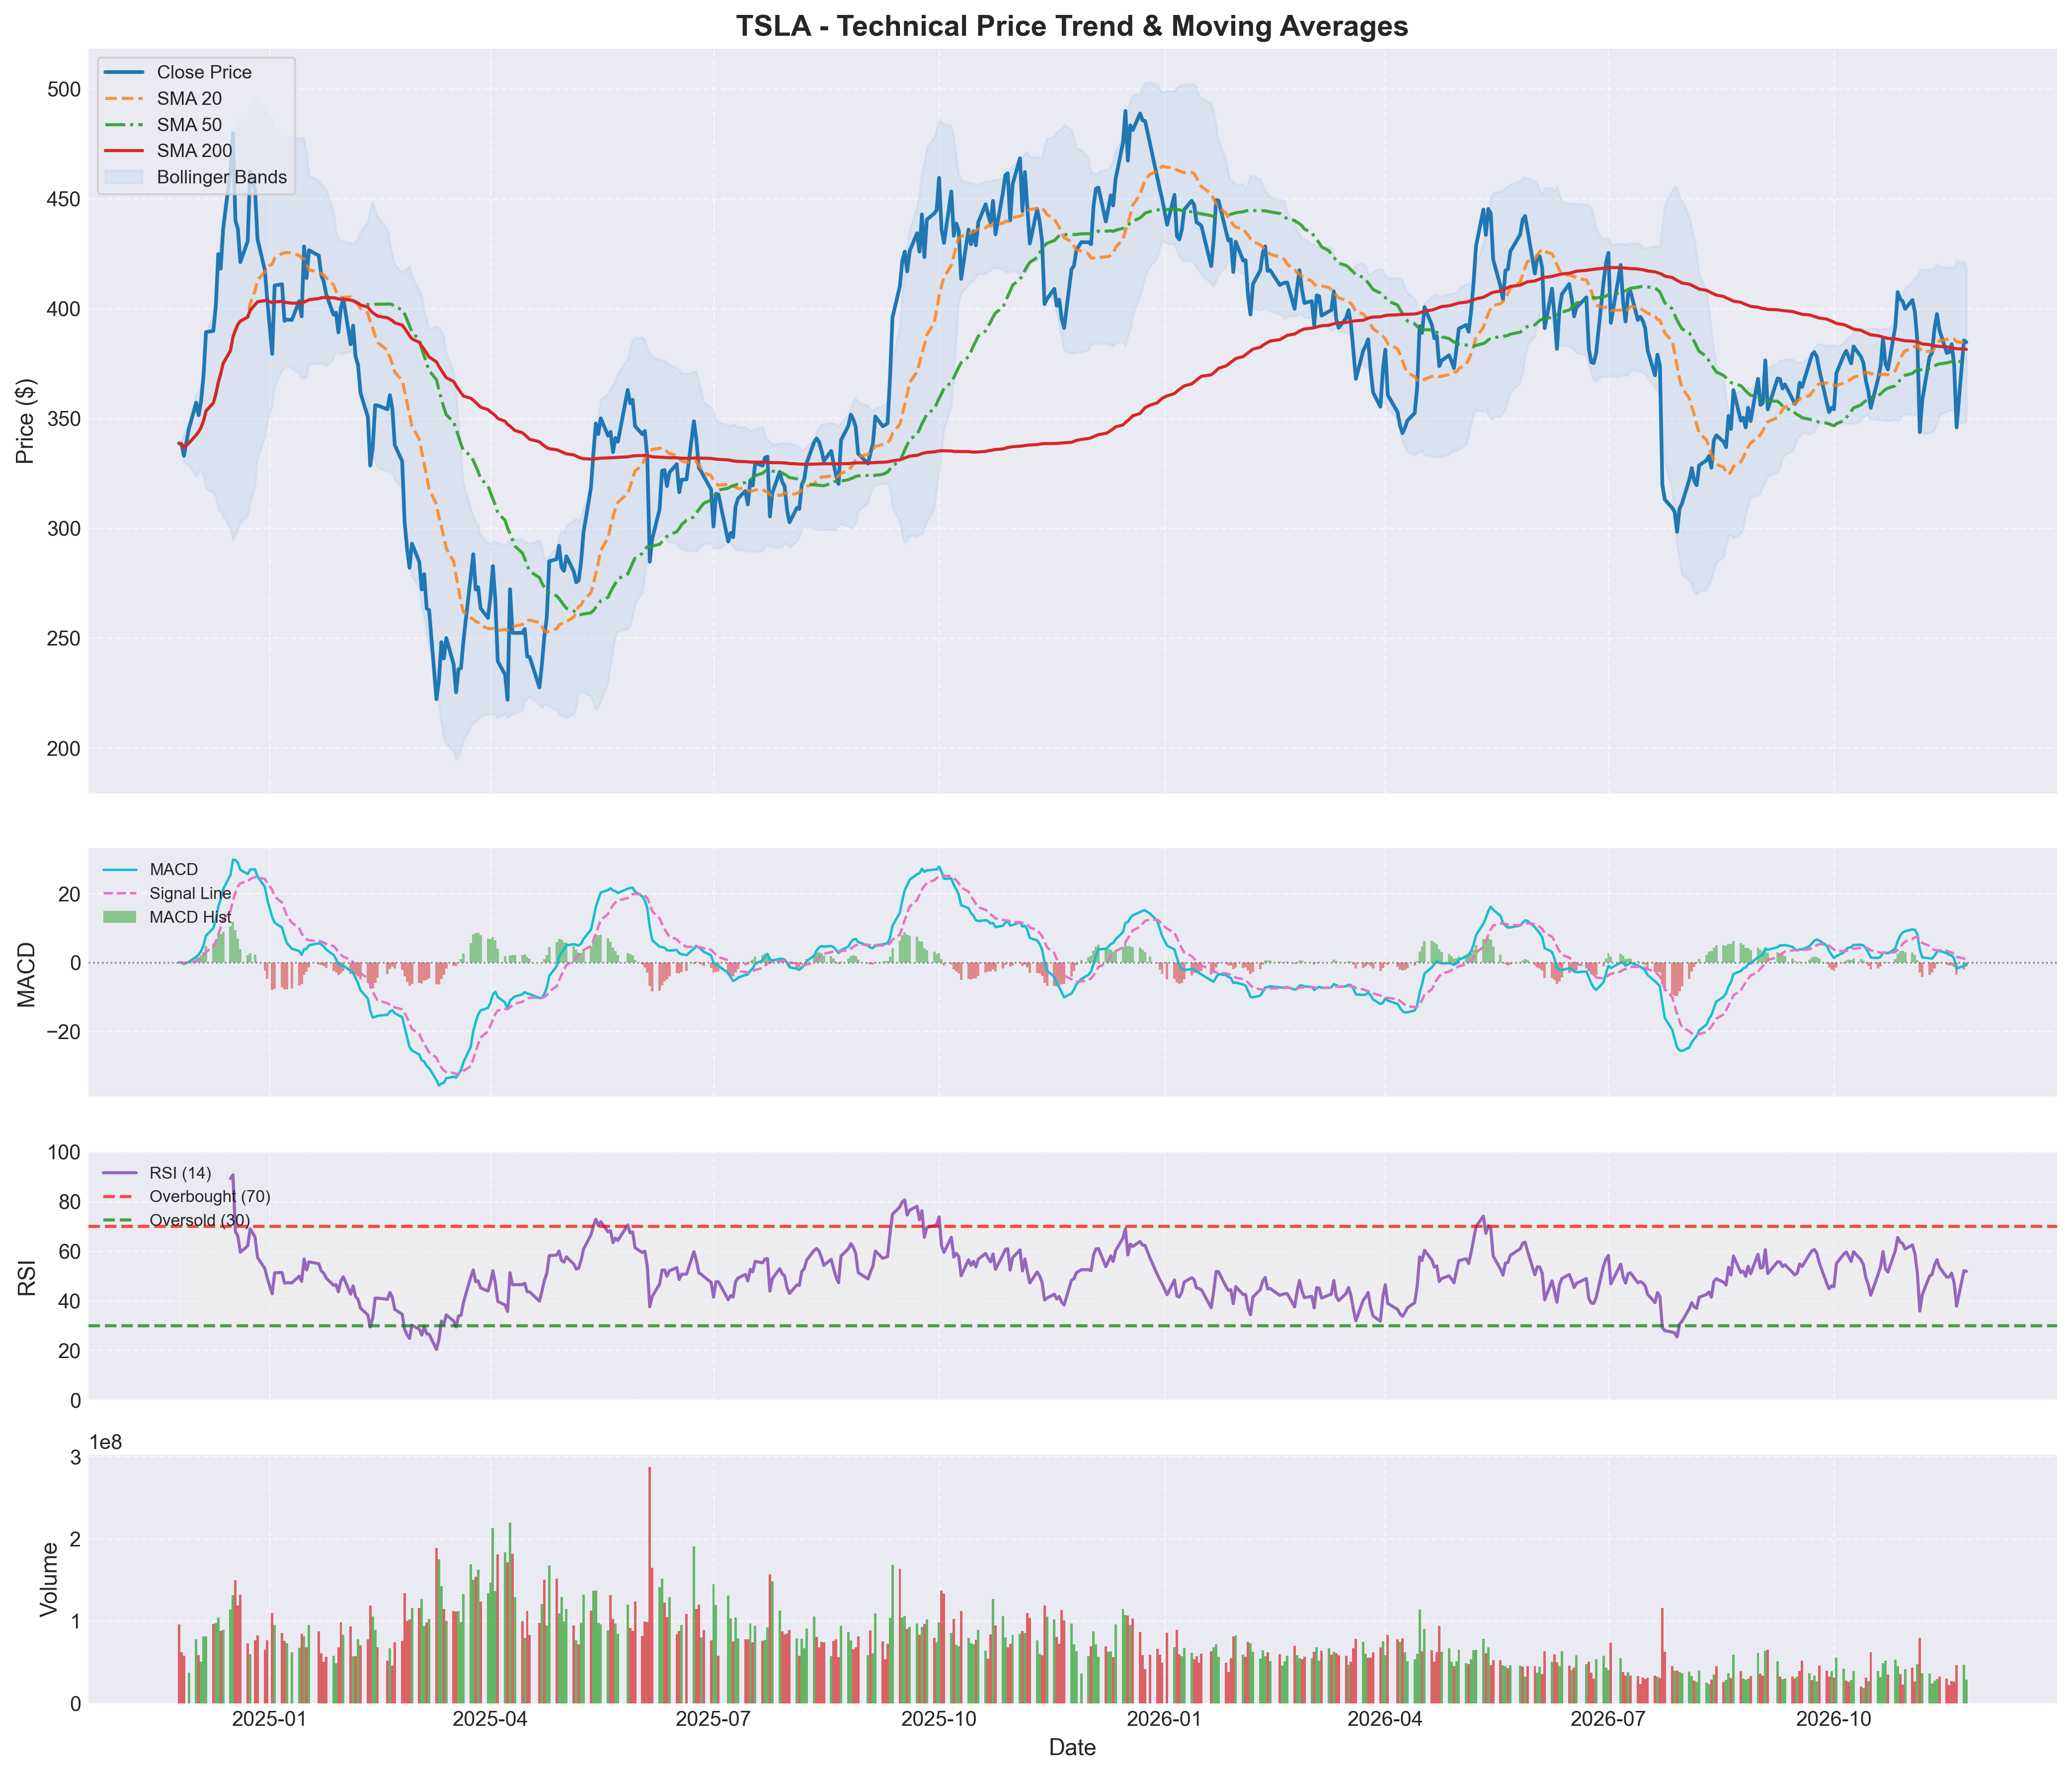 TSLA - Technical Price Trend & Moving Averages
Close Price
SMA 20
SMA 50
SMA 200
Bollinger Bands
500
450
400
350
300
250
200
Price ($)
MACD
Signal Line
MACD Hist
20
0
−20
MACD
RSI (14)
Overbought (70)
Oversold (30)
100
80
60
40
20
0
RSI
1e8
3
2
1
0
Volume
2025-01
2025-04
2025-07
2025-10
2026-01
2026-04
2026-07
2026-10
Date